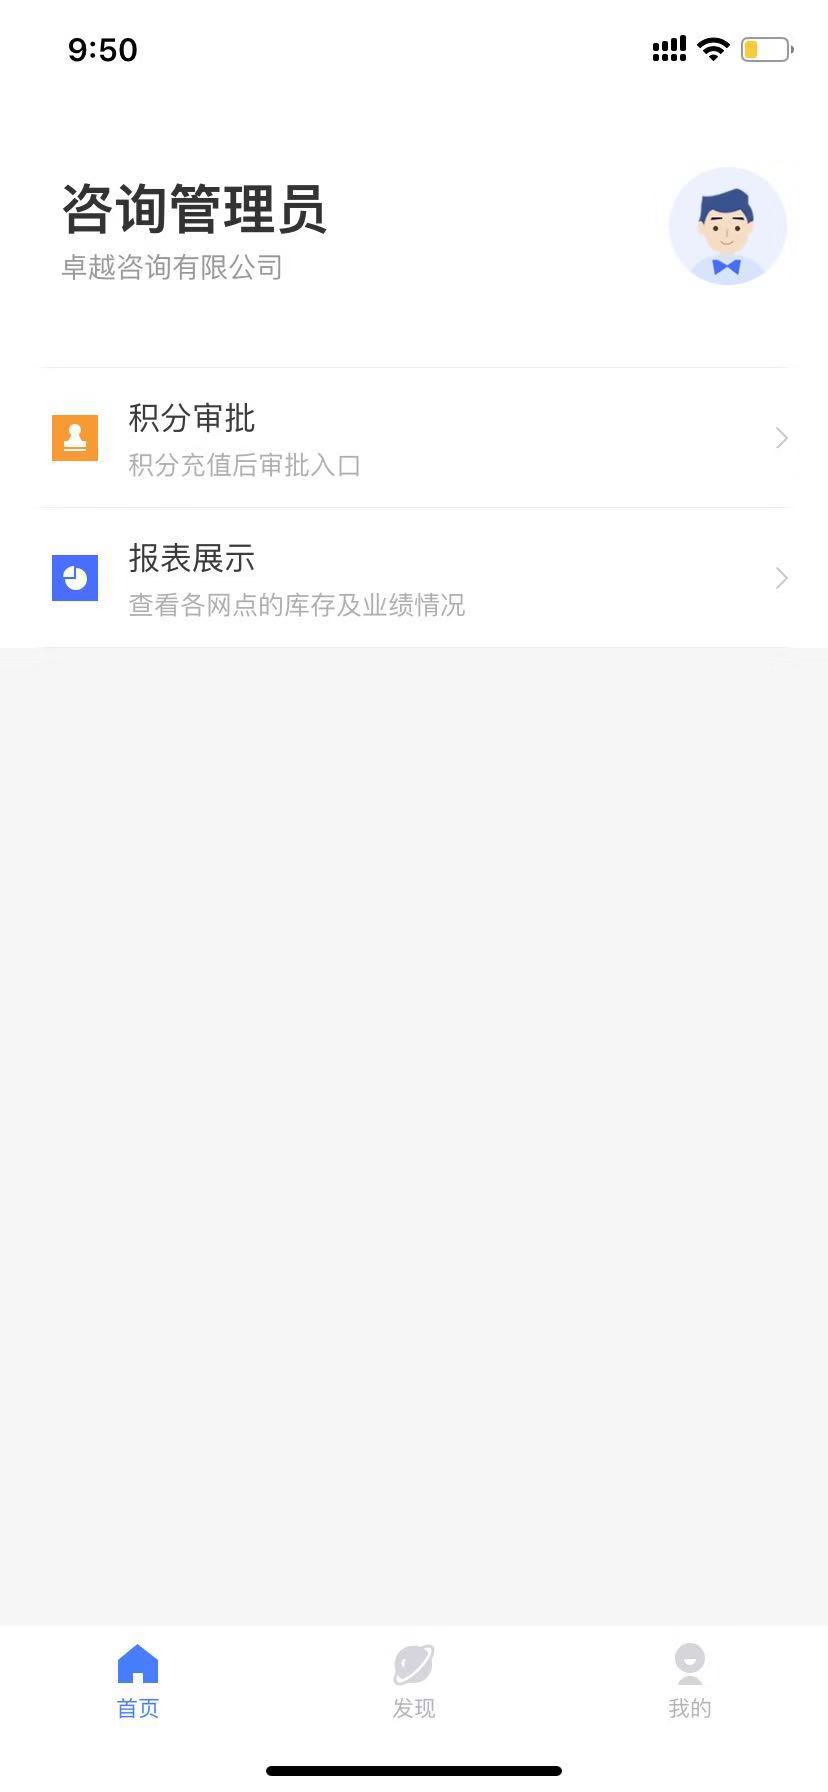 9:50
咨询管理员
卓越咨询有限公司
积分审批
积分充值后审批入口
报表展示
查看各网点的库存及业绩情况
首页
发现
我的